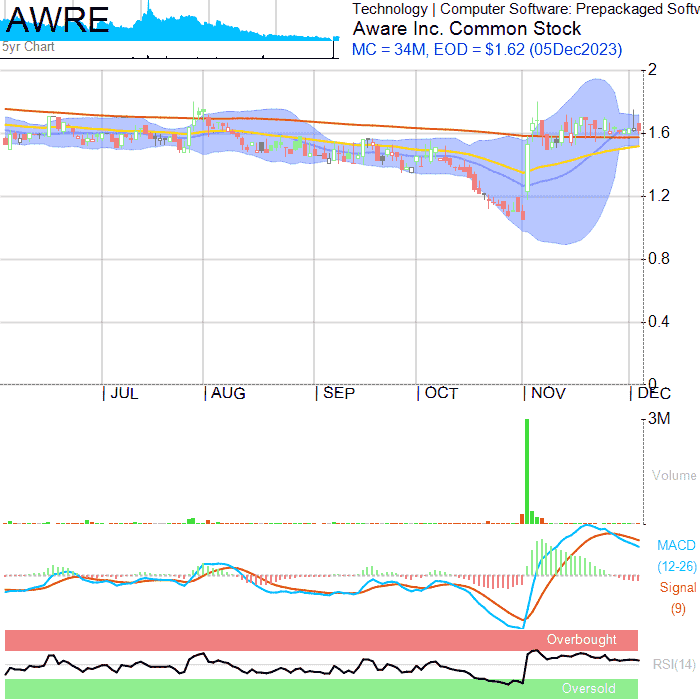 AWRE
5yr Chart
Technology | Computer Software: Prepackaged Softw
Aware Inc. Common Stock
MC = 34M, EOD = $1.62 (05Dec2023)
2
1.6
1.2
0.8
0.4
0
JUL AUG SEP OCT NOV DEC
3M
Volume
MACD
(12-26)
Signal
(9)
Overbought
RSI(14)
Oversold